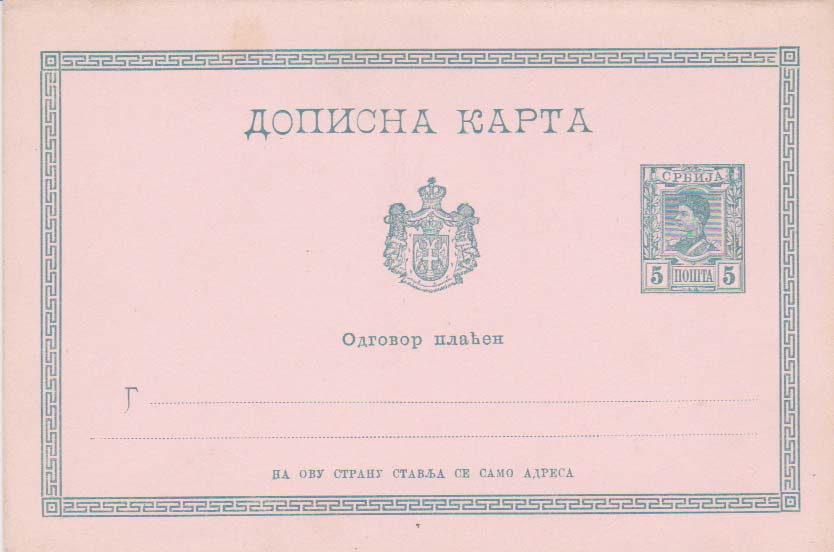 ДОПИСНА КАРТА
СРБИЈА
5 ПОШТА 5
Одговор плаћен
Г
НА ОВУ СТРАНУ СТАВЉА СЕ САМО АДРЕСА